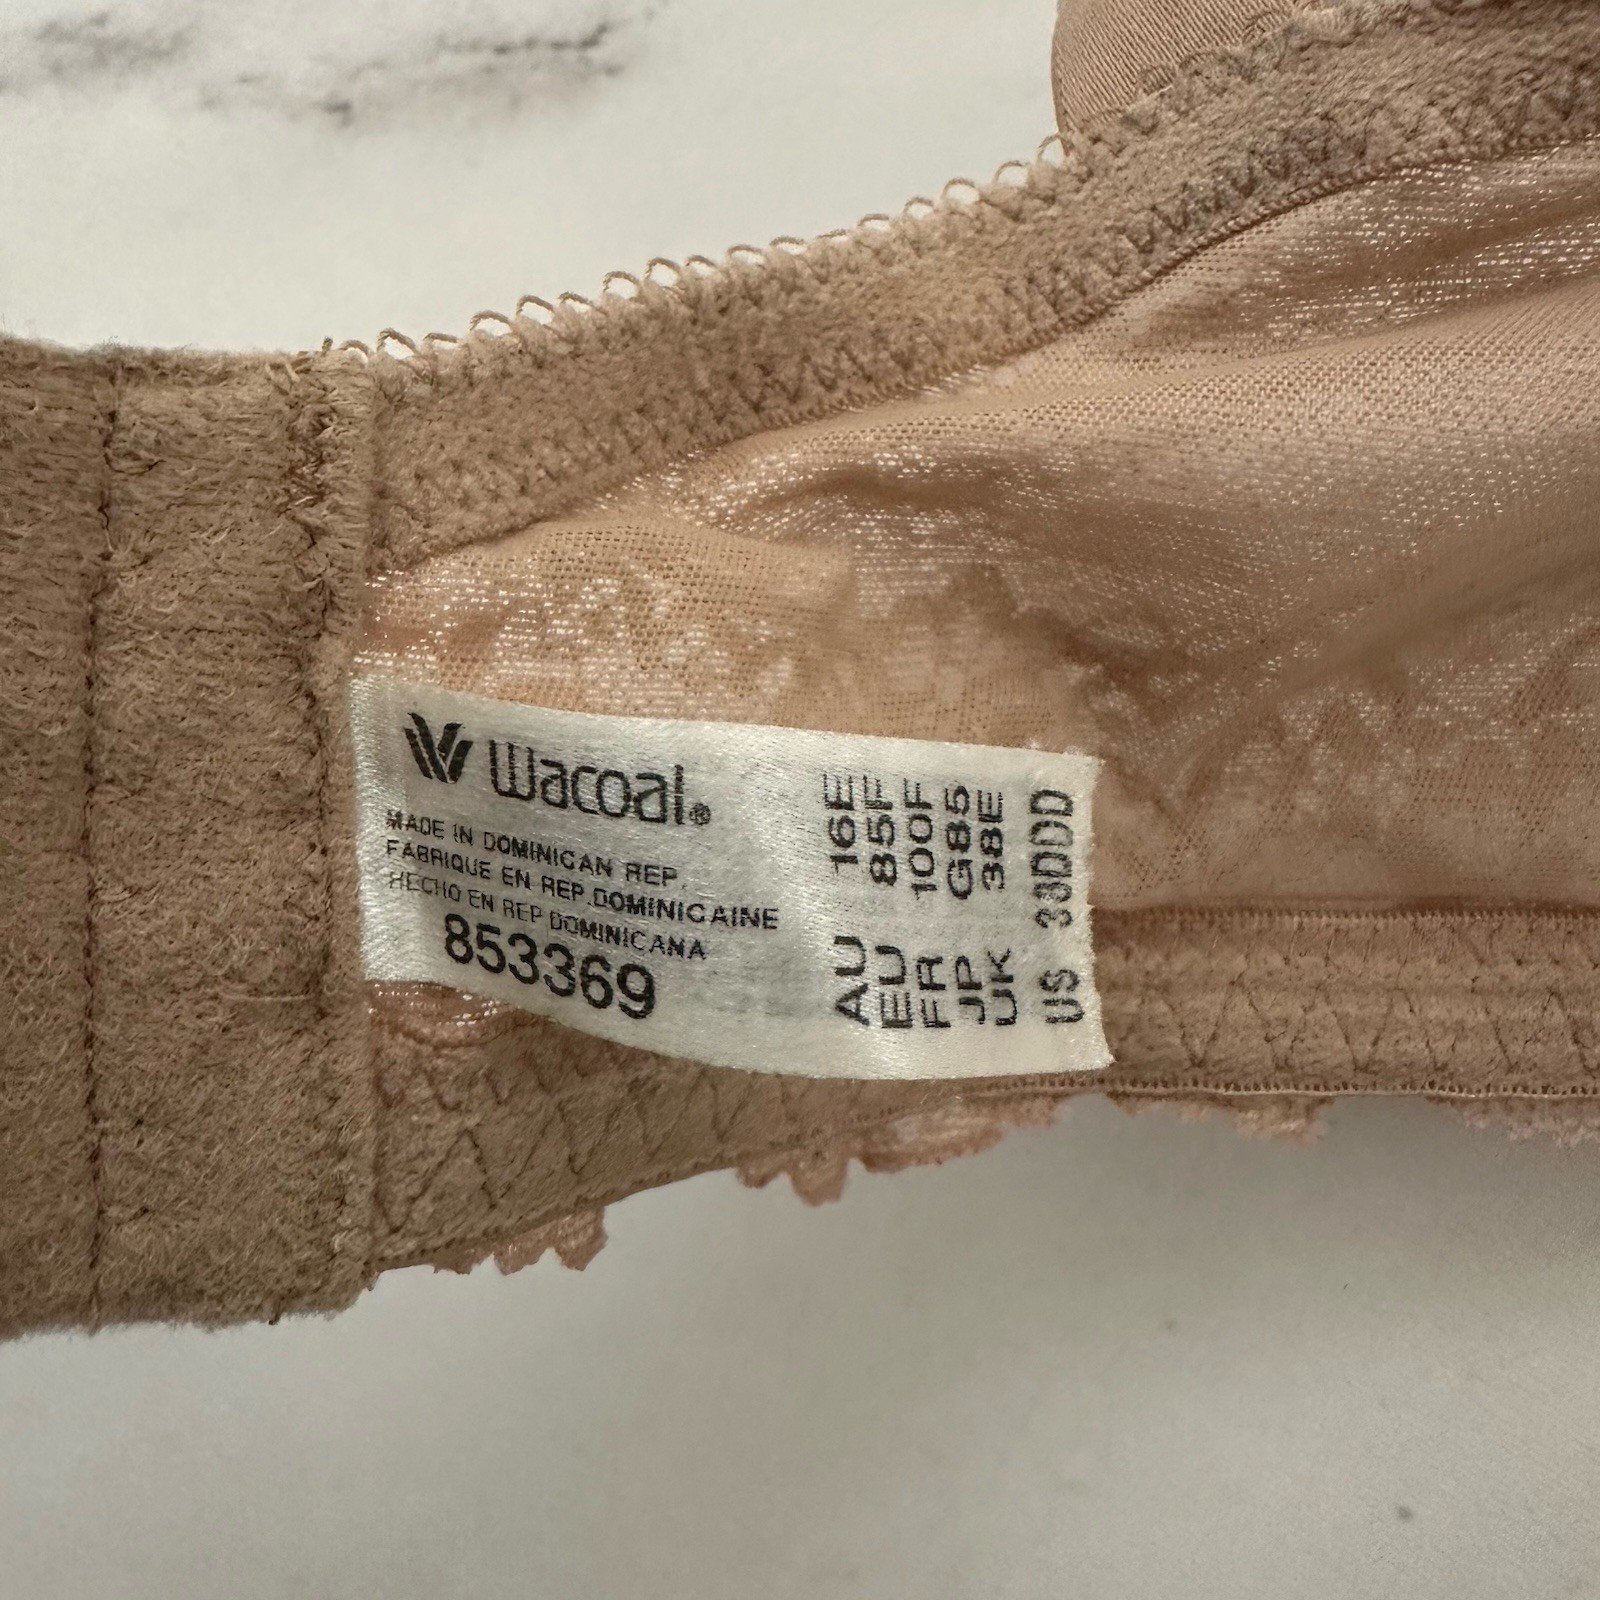 Wacoal®
MADE IN DOMINICAN REP.
FABRIQUE EN REP.DOMINICAINE
HECHO EN REP DOMINICANA
853369
AU 16E
EU 85F
FR 100F
JP G85
UK 38E
US 38DDD